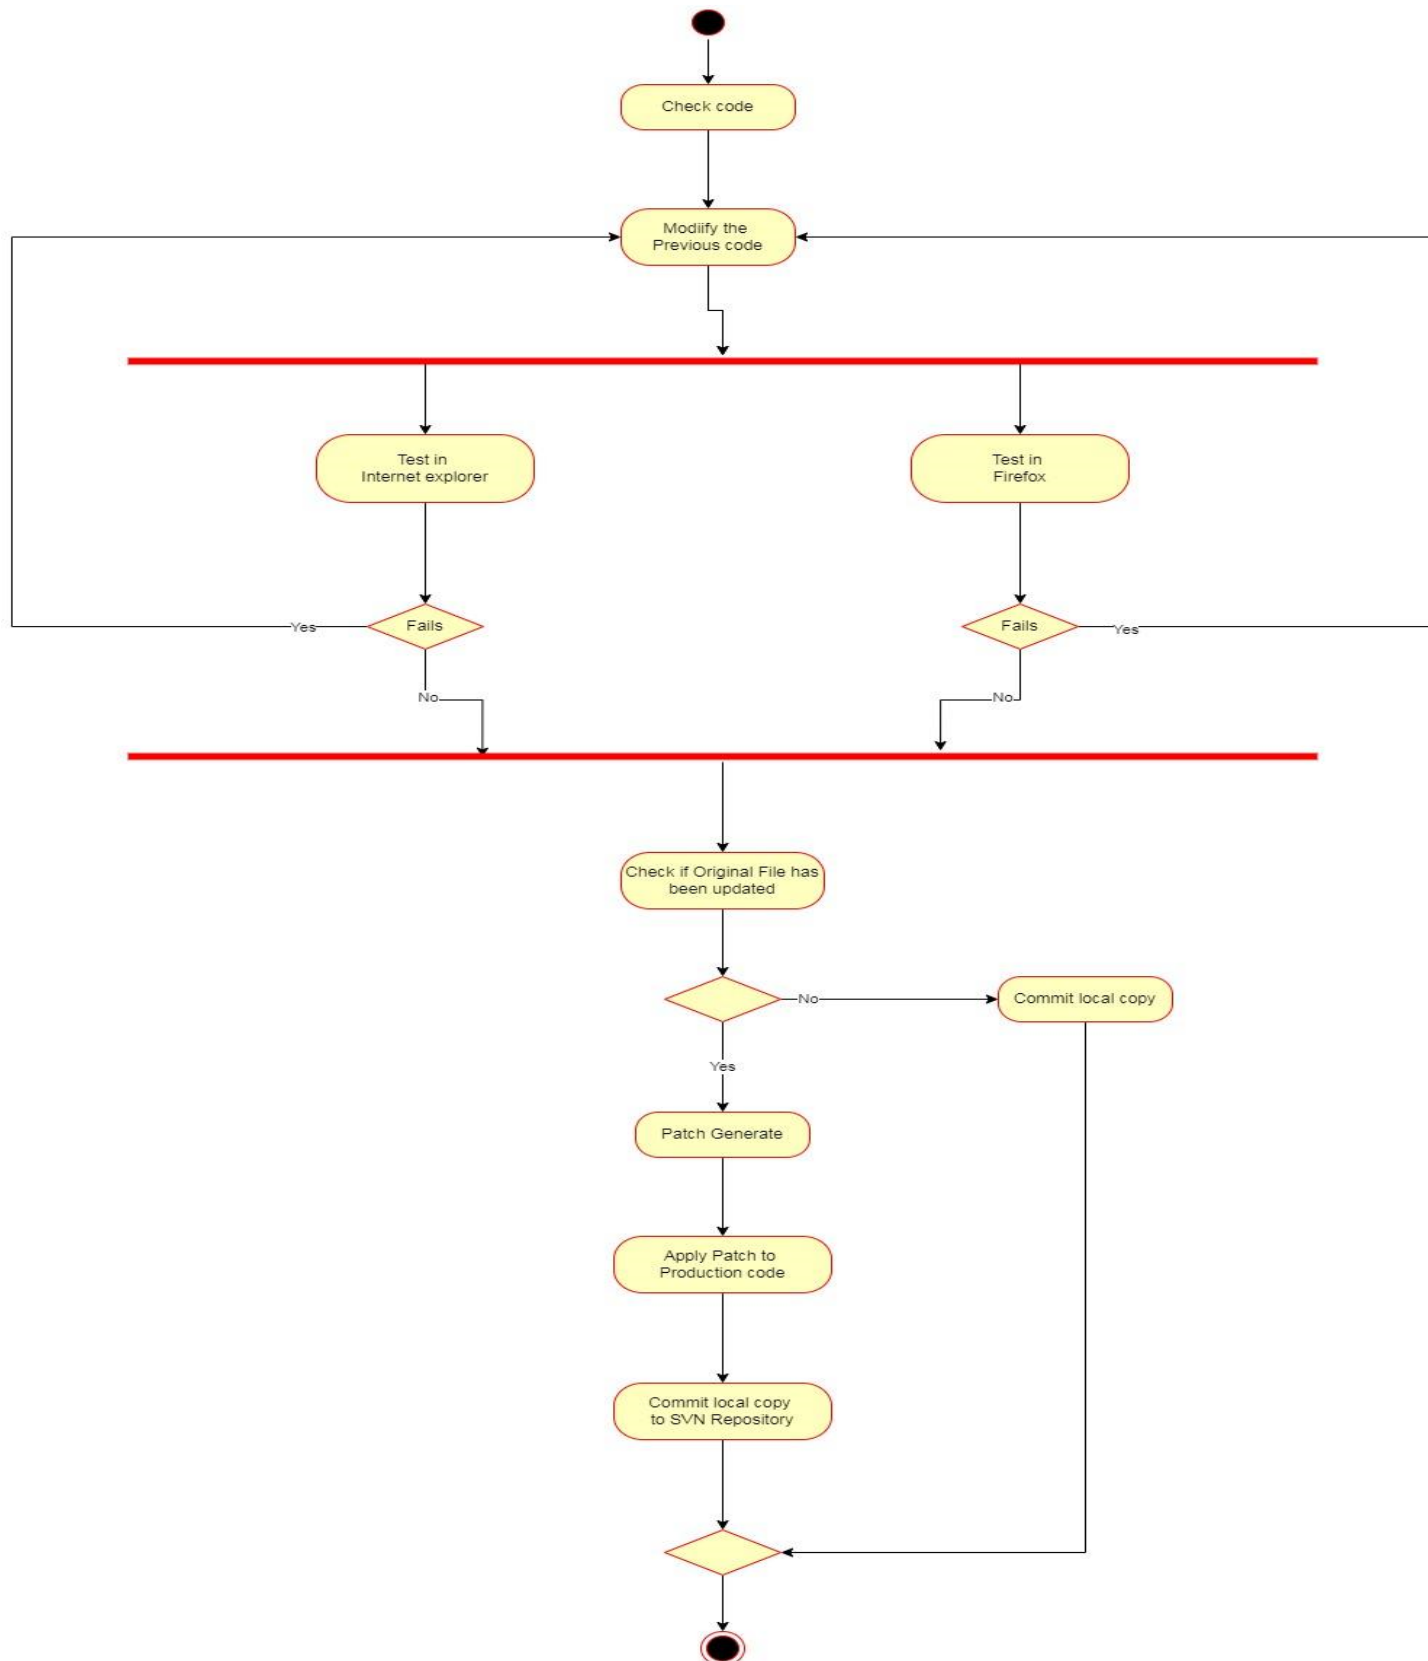 Check code
Modiify the
Previous code
Test in
Internet explorer
Test in
Firefox
Yes
Fails
Fails
Yes
No
No
Check if Original File has
been updated
No
Commit local copy
Yes
Patch Generate
Apply Patch to
Production code
Commit local copy
to SVN Repository